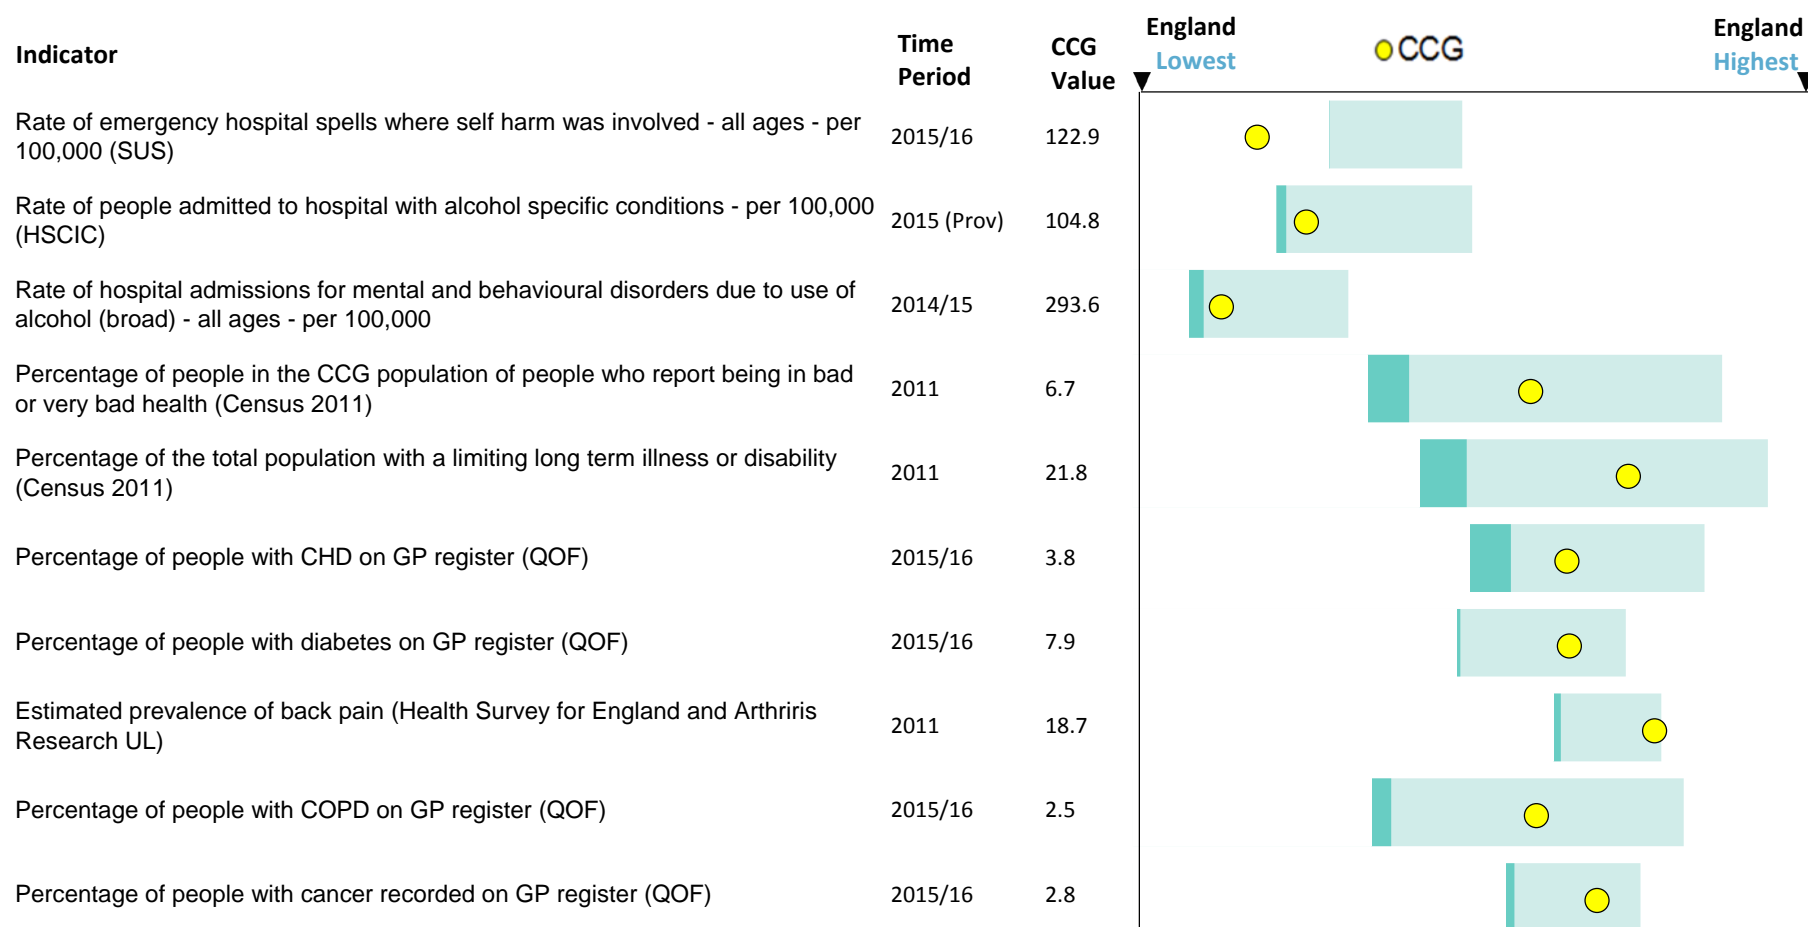 Indicator
Time
Period
CCG
Value
England
Lowest
CCG
England
Highest
Rate of emergency hospital spells where self harm was involved - all ages - per
100,000 (SUS)
2015/16
122.9
Rate of people admitted to hospital with alcohol specific conditions - per 100,000
(HSCIC)
2015 (Prov)
104.8
Rate of hospital admissions for mental and behavioural disorders due to use of
alcohol (broad) - all ages - per 100,000
2014/15
293.6
Percentage of people in the CCG population of people who report being in bad
or very bad health (Census 2011)
2011
6.7
Percentage of the total population with a limiting long term illness or disability
(Census 2011)
2011
21.8
Percentage of people with CHD on GP register (QOF)
2015/16
3.8
Percentage of people with diabetes on GP register (QOF)
2015/16
7.9
Estimated prevalence of back pain (Health Survey for England and Arthriris
Research UL)
2011
18.7
Percentage of people with COPD on GP register (QOF)
2015/16
2.5
Percentage of people with cancer recorded on GP register (QOF)
2015/16
2.8